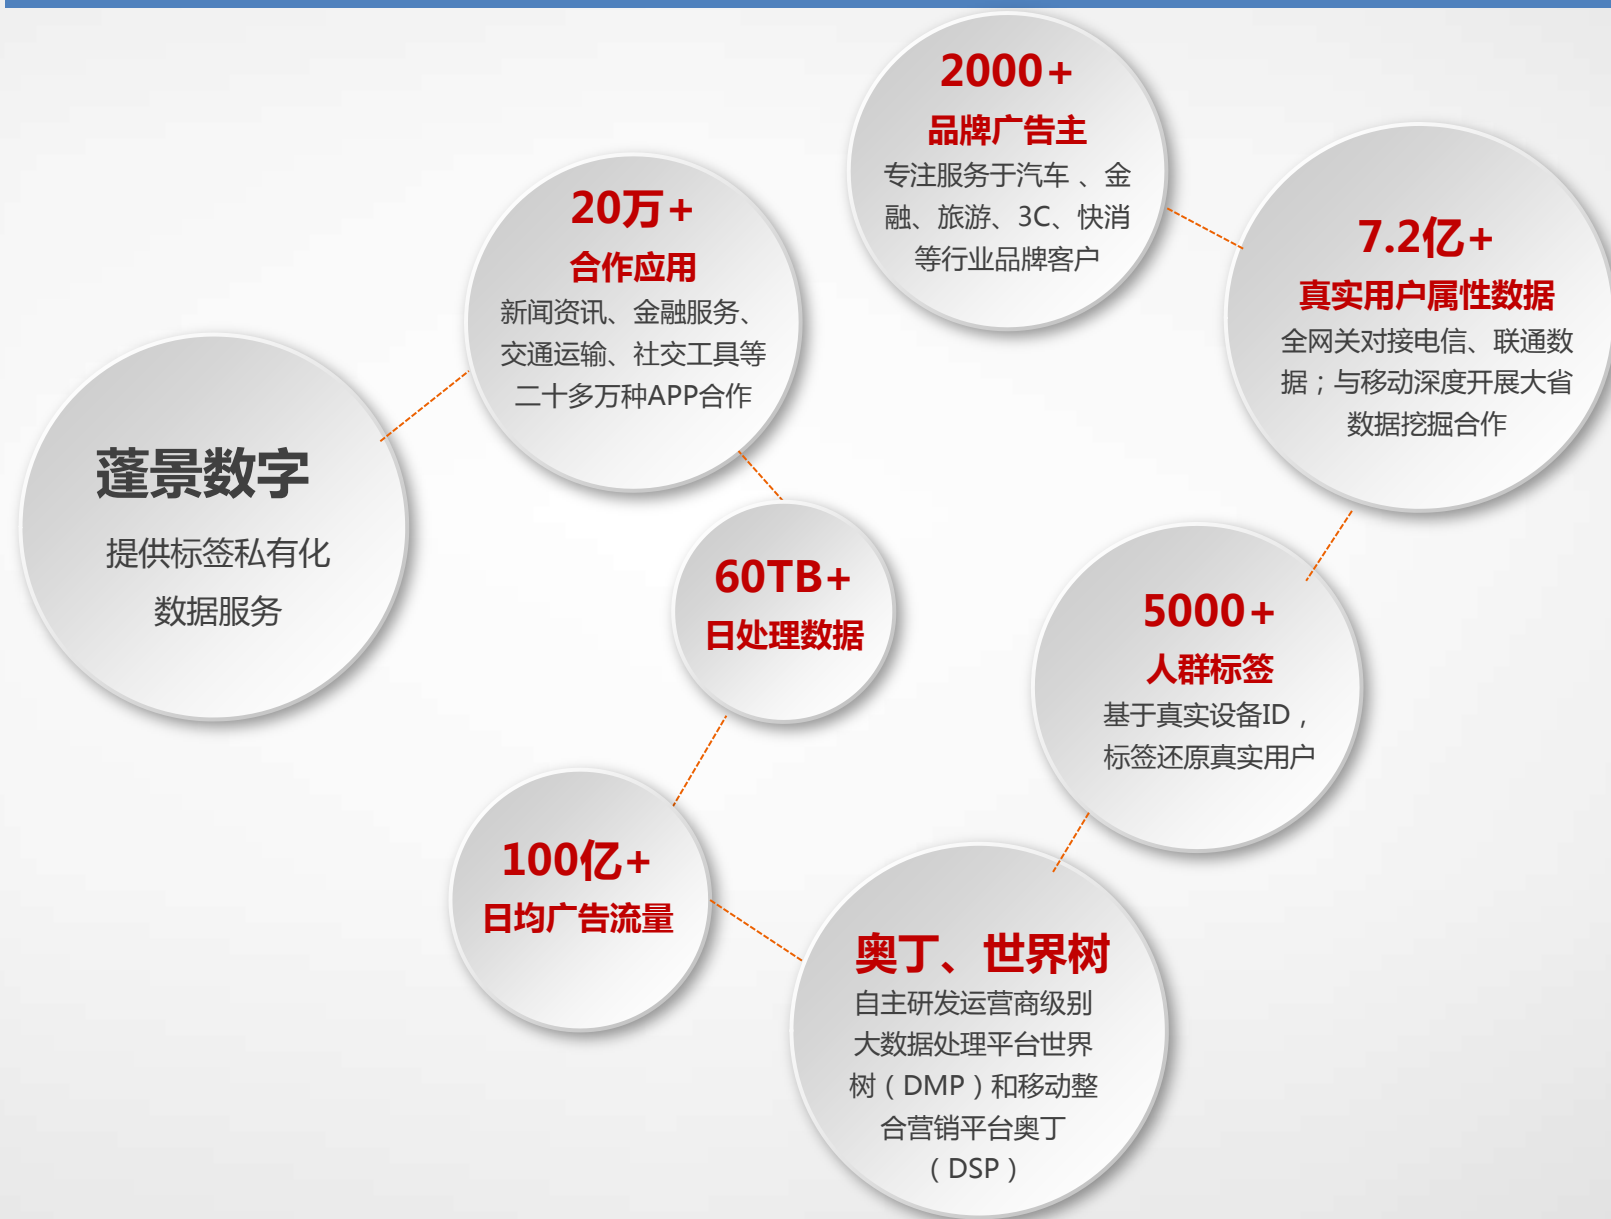 蓬景数字
提供标签私有化
数据服务
20万+
合作应用
新闻资讯、金融服务、
交通运输、社交工具等
二十多万种APP合作
60TB+
日处理数据
100亿+
日均广告流量
奥丁、世界树
自主研发运营商级别
大数据处理平台世界
树（DMP）和移动整
合营销平台奥丁
（DSP）
5000+
人群标签
基于真实设备ID，
标签还原真实用户
7.2亿+
真实用户属性数据
全网关对接电信、联通数
据；与移动深度开展大省
数据挖掘合作
2000+
品牌广告主
专注服务于汽车 、金
融、旅游、3C、快消
等行业品牌客户